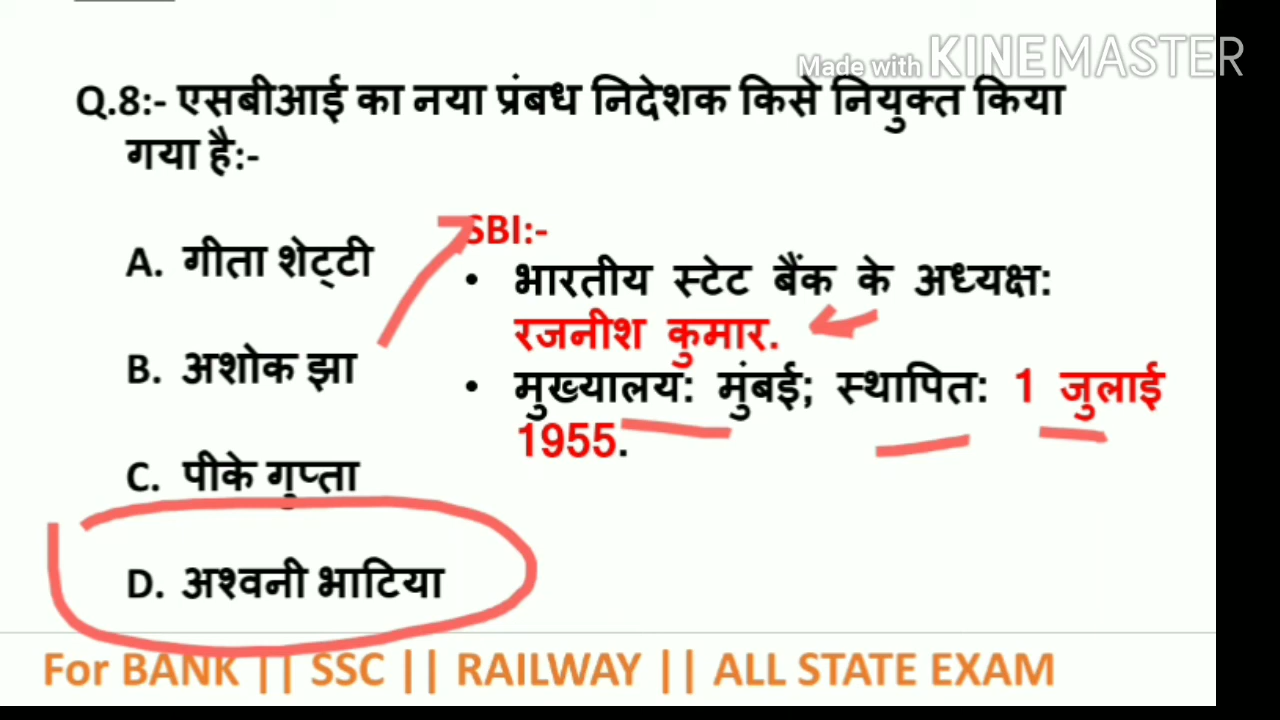 Made with KINEMASTER
Q.8:- एसबीआई का नया प्रंबध निदेशक किसे नियुक्त किया
गया है:-
A. गीता शेट्टी
B. अशोक झा
C. पीके गुप्ता
D. अश्वनी भाटिया
SBI:-
• भारतीय स्टेट बैंक के अध्यक्ष:
रजनीश कुमार.
• मुख्यालय: मुंबई; स्थापित: 1 जुलाई
1955.
For BANK || SSC || RAILWAY || ALL STATE EXAM